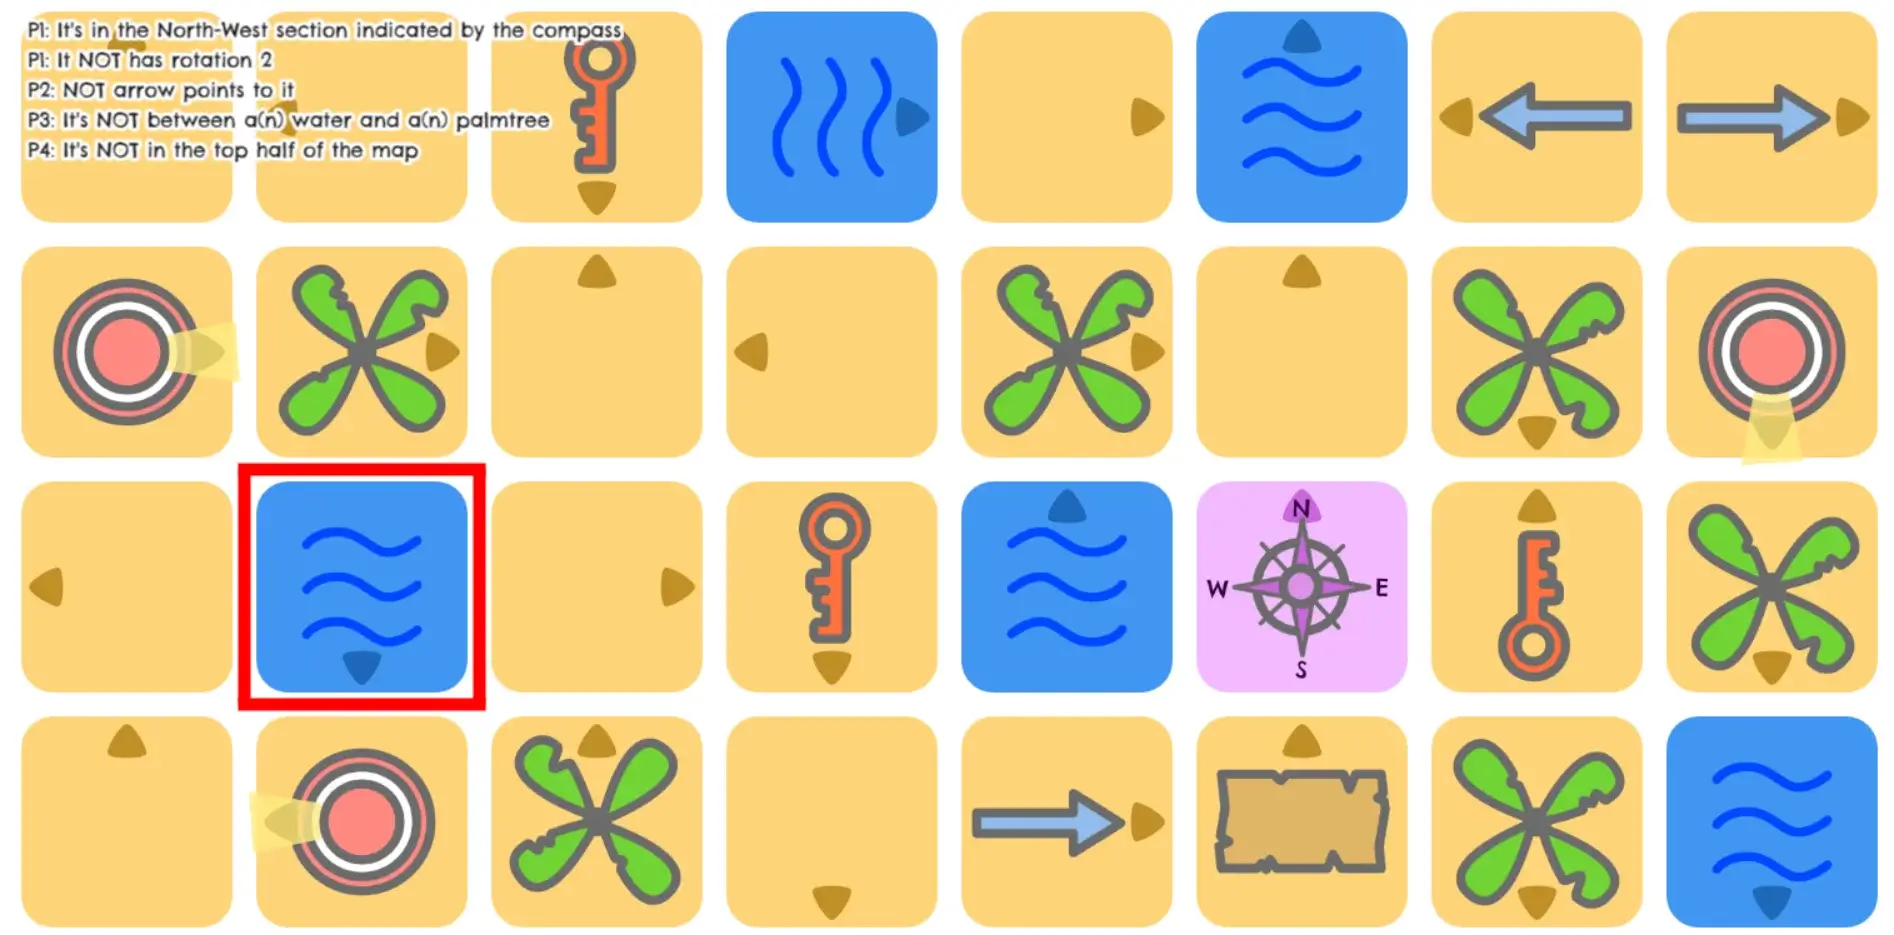 P1: It's in the North-West section indicated by the compass
P1: It NOT has rotation 2
P2: NOT arrow points to it
P3: It's NOT between a(n) water and a(n) palmtree
P4: It's NOT in the top half of the map
N
W E
S